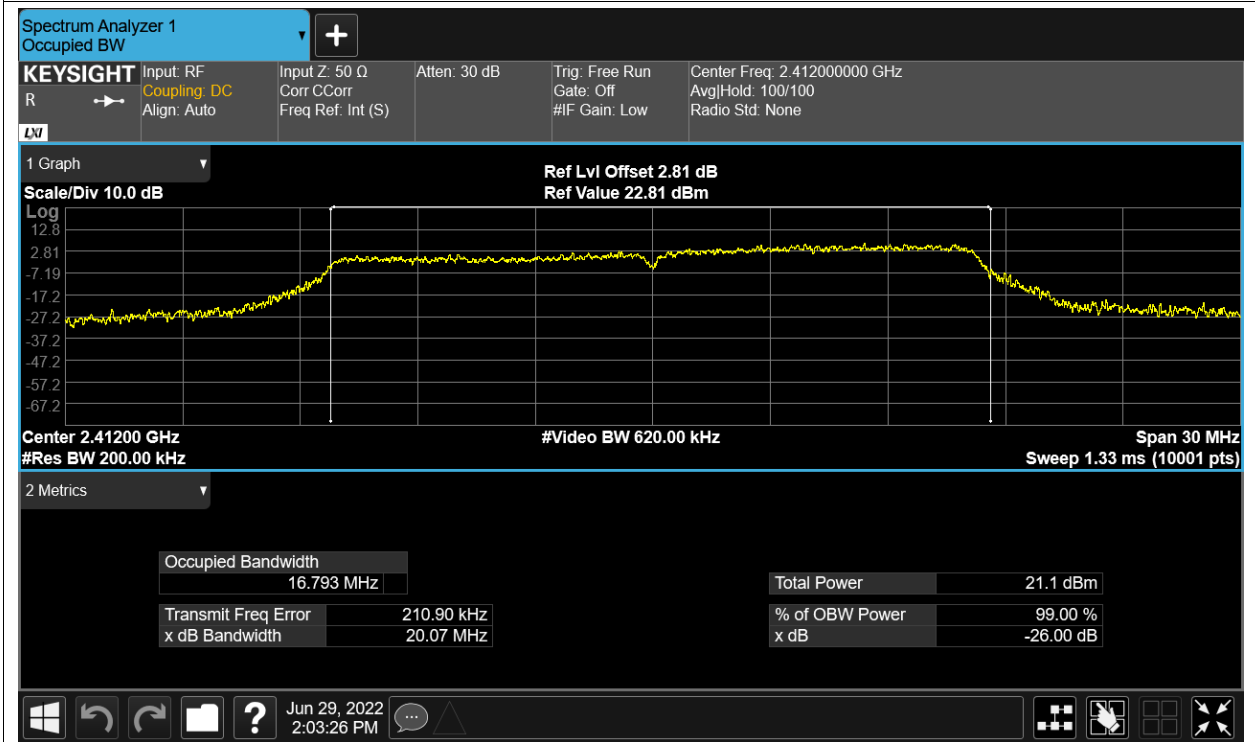 Spectrum Analyzer 1
Occupied BW
KEYSIGHT
R
LXI
Input: RF
Coupling: DC
Align: Auto
Input Z: 50 Ω
Corr CCorr
Freq Ref: Int (S)
Atten: 30 dB
Trig: Free Run
Gate: Off
#IF Gain: Low
Center Freq: 2.412000000 GHz
Avg|Hold: 100/100
Radio Std: None
1 Graph
Scale/Div 10.0 dB
Ref Lvl Offset 2.81 dB
Ref Value 22.81 dBm
Log
12.8
2.81
-7.19
-17.2
-27.2
-37.2
-47.2
-57.2
-67.2
Center 2.41200 GHz
#Video BW 620.00 kHz
Span 30 MHz
#Res BW 200.00 kHz
Sweep 1.33 ms (10001 pts)
2 Metrics
Occupied Bandwidth
16.793 MHz
Total Power 21.1 dBm
Transmit Freq Error 210.90 kHz
% of OBW Power 99.00 %
x dB Bandwidth 20.07 MHz
x dB -26.00 dB
?
Jun 29, 2022
2:03:26 PM